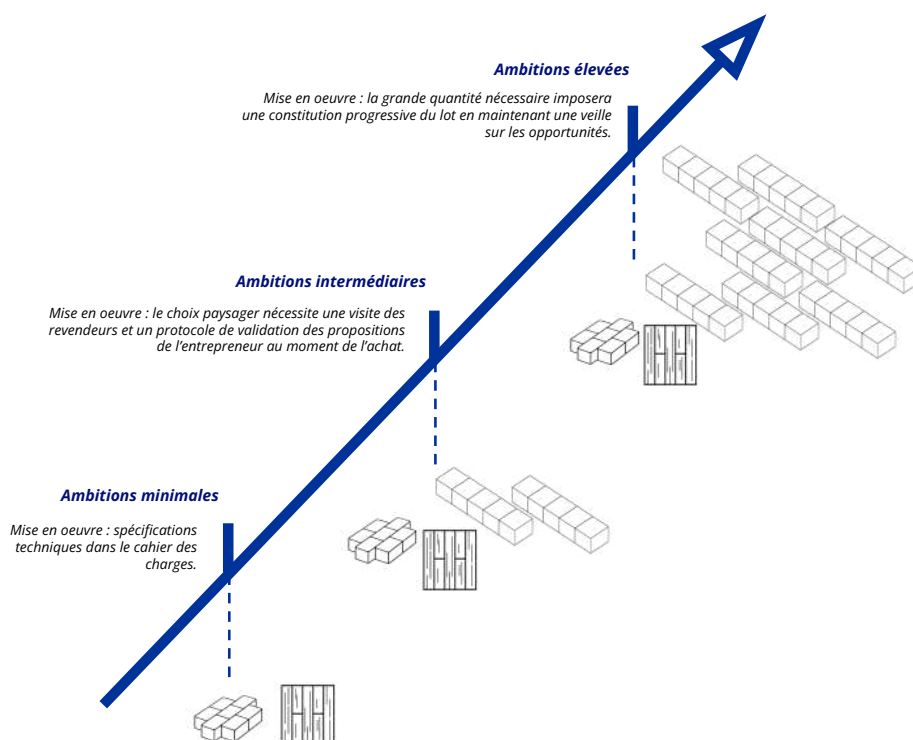 Ambitions élevées
Mise en oeuvre : la grande quantité nécessaire imposera
une constitution progressive du lot en maintenant une veille
sur les opportunités.
Ambitions intermédiaires
Mise en oeuvre : le choix paysager nécessite une visite des
revendeurs et un protocole de validation des propositions
de l’entrepreneur au moment de l’achat.
Ambitions minimales
Mise en oeuvre : spécifications
techniques dans le cahier des
charges.